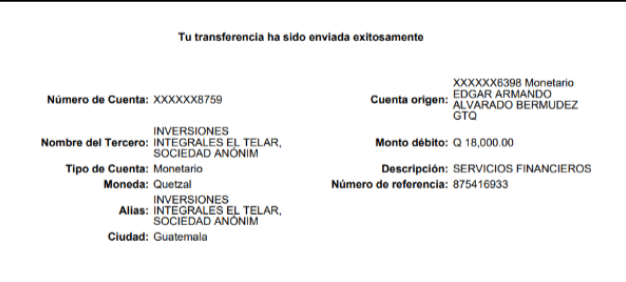 Tu transferencia ha sido enviada exitosamente
Número de Cuenta: XXXXXX8759
Nombre del Tercero: INVERSIONES
INTEGRALES EL TELAR,
SOCIEDAD ANÓNIM
Tipo de Cuenta: Monetario
Moneda: Quetzal
Alias: INVERSIONES
INTEGRALES EL TELAR,
SOCIEDAD ANÓNIM
Ciudad: Guatemala
Cuenta origen: XXXXXX6398 Monetario
EDGAR ARMANDO
ALVARADO BERMUDEZ
GTQ
Monto débito: Q 18,000.00
Descripción: SERVICIOS FINANCIEROS
Número de referencia: 875416933